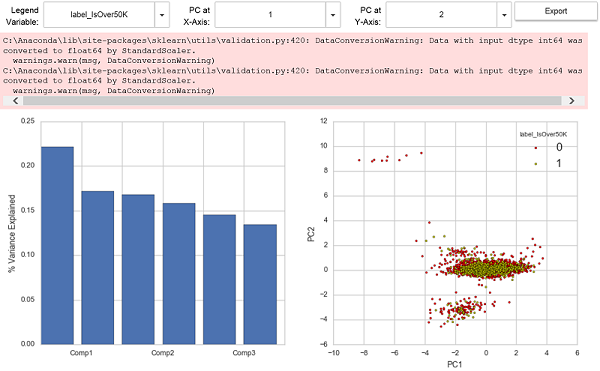 Legend Variable: label_IsOver50K PC at X-Axis: 1 PC at Y-Axis: 2 Export
C:\Anaconda\lib\site-packages\sklearn\utils\validation.py:420: DataConversionWarning: Data with input dtype int64 was
converted to float64 by StandardScaler.
  warnings.warn(msg, DataConversionWarning)
C:\Anaconda\lib\site-packages\sklearn\utils\validation.py:420: DataConversionWarning: Data with input dtype int64 was
converted to float64 by StandardScaler.
  warnings.warn(msg, DataConversionWarning)
% Variance Explained
0.25
0.20
0.15
0.10
0.05
0.00
Comp1 Comp2 Comp3
PC2
12
10
8
6
4
2
0
−2
−4
−6
−10 −8 −6 −4 −2 0 2 4 6
PC1
label_IsOver50K
0
1